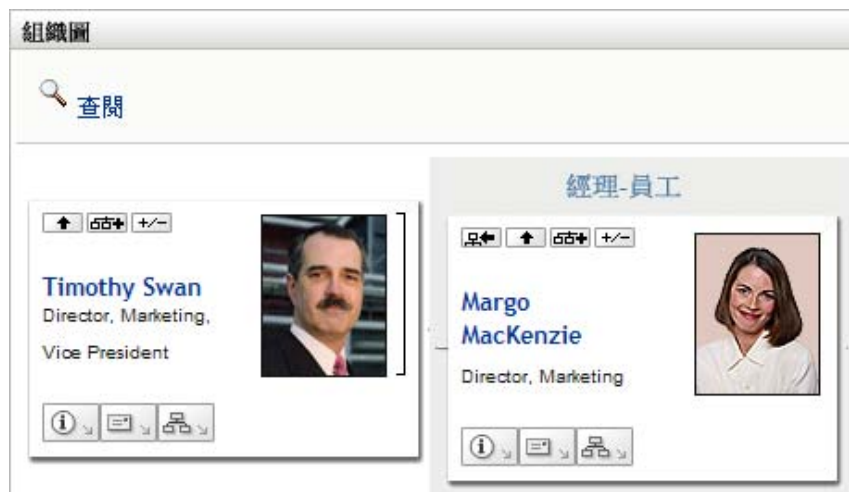 組織圖
查閱
經理-員工
+/-
Timothy Swan
Director, Marketing,
Vice President
+/-
Margo
MacKenzie
Director, Marketing